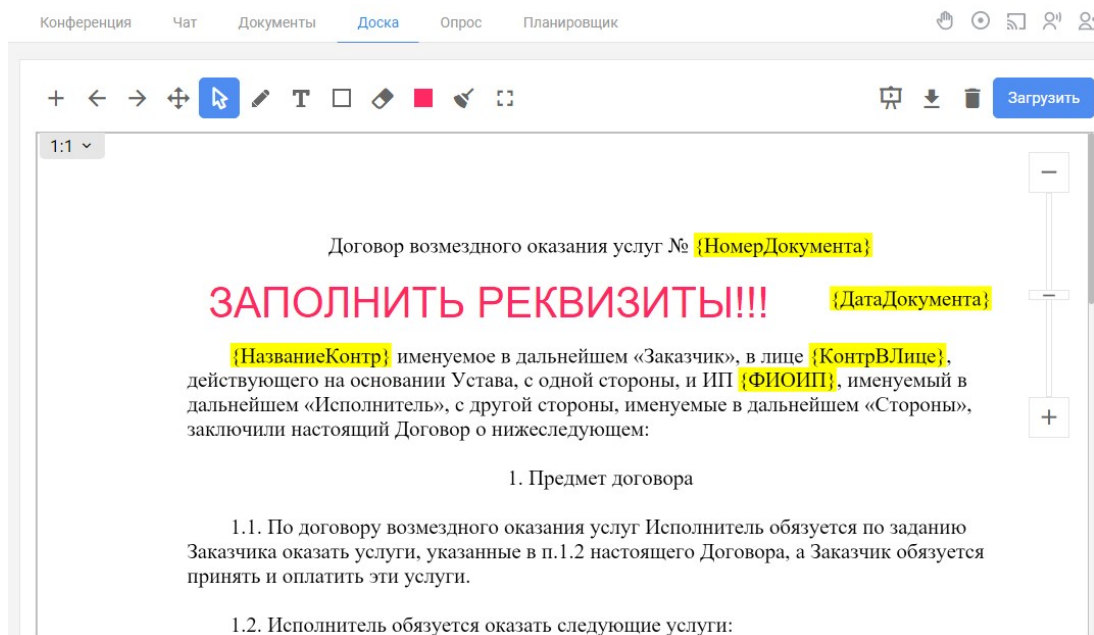 Конференция Чат Документы Доска Опрос Планировщик
Загрузить
1:1
Договор возмездного оказания услуг № {НомерДокумента}
ЗАПОЛНИТЬ РЕКВИЗИТЫ!!! {ДатаДокумента}
{НазваниеКонтр} именуемое в дальнейшем «Заказчик», в лице {КонтрВЛице},
действующего на основании Устава, с одной стороны, и ИП {ФИОИП}, именуемый в
дальнейшем «Исполнитель», с другой стороны, именуемые в дальнейшем «Стороны»,
заключили настоящий Договор о нижеследующем:
1. Предмет договора
1.1. По договору возмездного оказания услуг Исполнитель обязуется по заданию
Заказчика оказать услуги, указанные в п.1.2 настоящего Договора, а Заказчик обязуется
принять и оплатить эти услуги.
1.2. Исполнитель обязуется оказать следующие услуги: